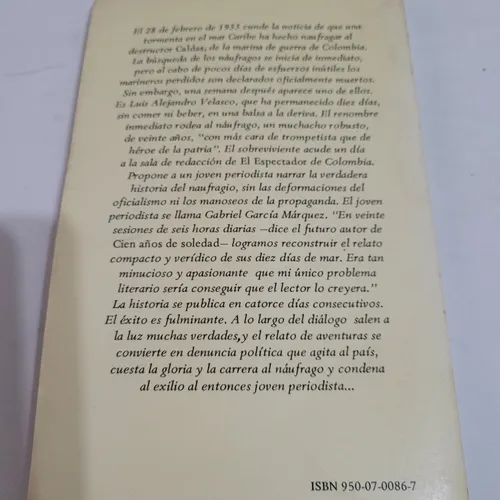 El 28 de febrero de 1955 cunde la noticia de que una
tormenta en el mar Caribe ha hecho naufragar al
destructor Caldas, de la marina de guerra de Colombia.
La búsqueda de los náufragos se inicia de inmediato,
pero al cabo de pocos días de esfuerzos inútiles los
marineros perdidos son declarados oficialmente muertos.
Sin embargo, una semana después aparece uno de ellos.
Es Luis Alejandro Velasco, que ha permanecido diez días,
sin comer ni beber, en una balsa a la deriva. El renombre
inmediato rodea al náufrago, un muchacho robusto,
de veinte años, "con más cara de trompetista que de
héroe de la patria". El sobreviviente acude un día
a la sala de redacción de El Espectador de Colombia.
Propone a un joven periodista narrar la verdadera
historia del naufragio, sin las deformaciones del
oficialismo ni los manoseos de la propaganda. El joven
periodista se llama Gabriel García Márquez. "En veinte
sesiones de seis horas diarias —dice el futuro autor de
Cien años de soledad— logramos reconstruir el relato
compacto y verídico de sus diez días de mar. Era tan
minucioso y apasionante que mi único problema
literario sería conseguir que el lector lo creyera."
La historia se publica en catorce días consecutivos.
El éxito es fulminante. A lo largo del diálogo salen a
la luz muchas verdades, y el relato de aventuras se
convierte en denuncia política que agita al país,
cuesta la gloria y la carrera al náufrago y condena
al exilio al entonces joven periodista...
ISBN 950-07-0086-7